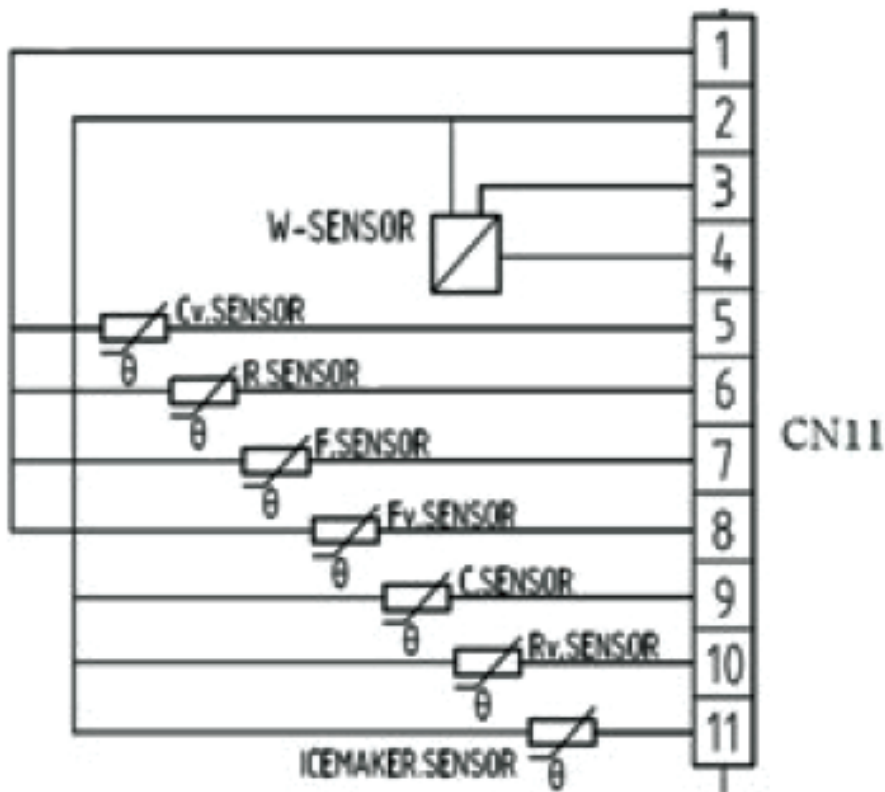 1
2
3
W-SENSOR
4
Cv.SENSOR
5
θ
R.SENSOR
6
θ
CN11
F.SENSOR
7
θ
Fv.SENSOR
8
θ
C.SENSOR
9
θ
Rv.SENSOR
10
θ
11
ICEMAKER.SENSOR
θ